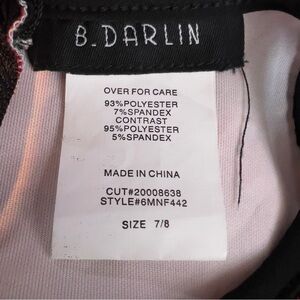 B.DARLIN
OVER FOR CARE
93%POLYESTER
7%SPANDEX
CONTRAST
95%POLYESTER
5%SPANDEX
MADE IN CHINA
CUT#20008638
STYLE#6MNF442
SIZE 7/8